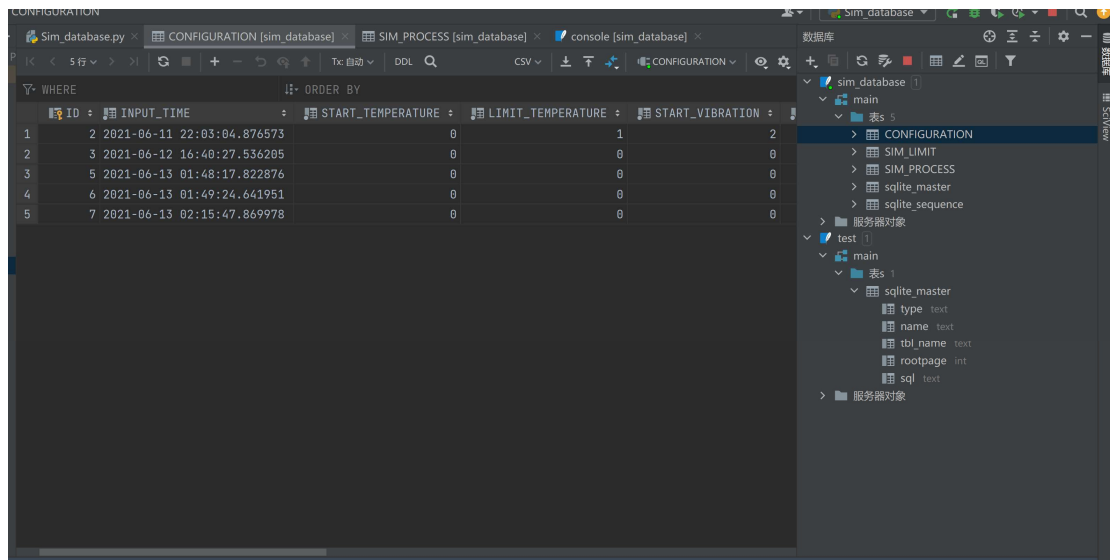 CONFIGURATION
Sim_database
Sim_database.py × CONFIGURATION [sim_database] × SIM_PROCESS [sim_database] × console [sim_database] ×
数据库
5 行 Tx: 自动 DDL CSV CONFIGURATION
WHERE ORDER BY
ID INPUT_TIME START_TEMPERATURE LIMIT_TEMPERATURE START_VIBRATION
1 2 2021-06-11 22:03:04.876573 0 1 2
2 3 2021-06-12 16:40:27.536205 0 0 0
3 5 2021-06-13 01:48:17.822876 0 0 0
4 6 2021-06-13 01:49:24.641951 0 0 0
5 7 2021-06-13 02:15:47.869978 0 0 0
sim_database 1
main
表s 5
CONFIGURATION
SIM_LIMIT
SIM_PROCESS
sqlite_master
sqlite_sequence
服务器对象
test 1
main
表s 1
sqlite_master
type text
name text
tbl_name text
rootpage int
sql text
服务器对象
数据库
SciView